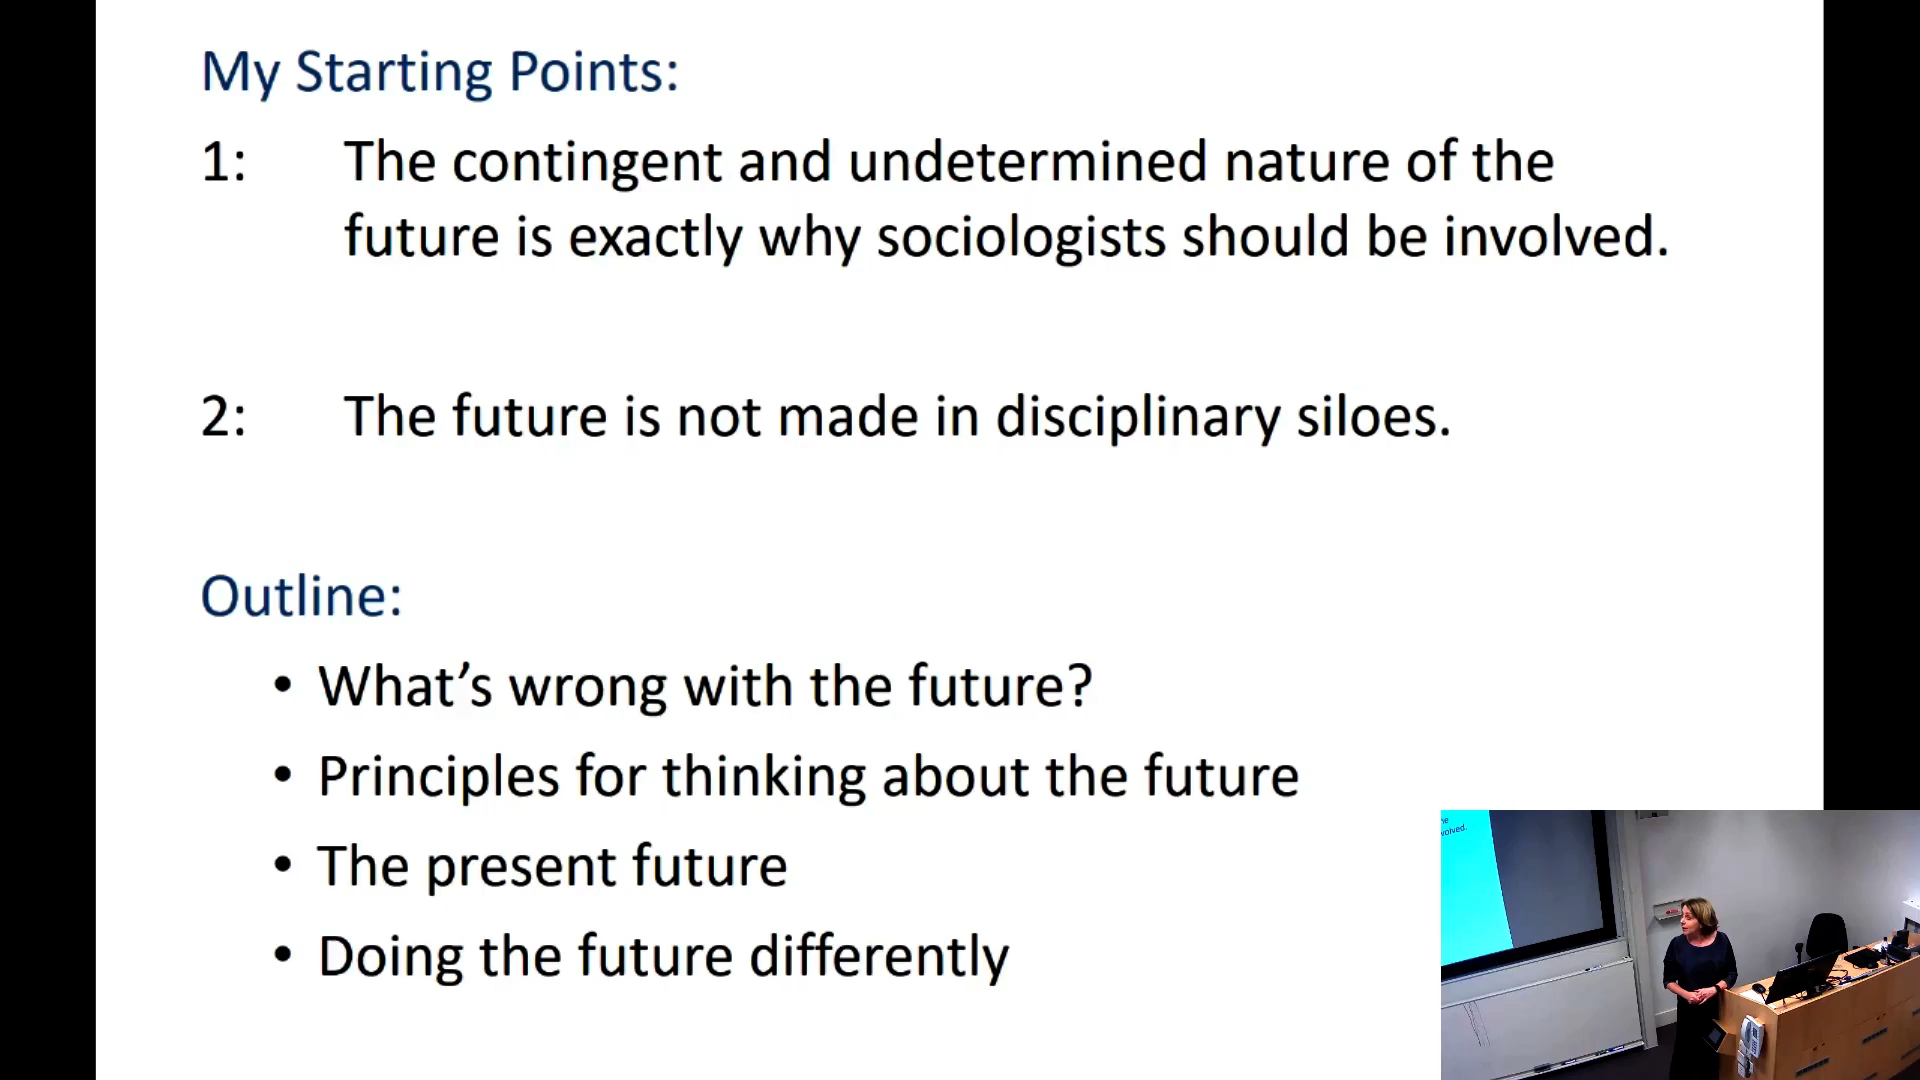 My Starting Points:
1: The contingent and undetermined nature of the
future is exactly why sociologists should be involved.
2: The future is not made in disciplinary siloes.
Outline:
• What’s wrong with the future?
• Principles for thinking about the future
• The present future
• Doing the future differently
volved.